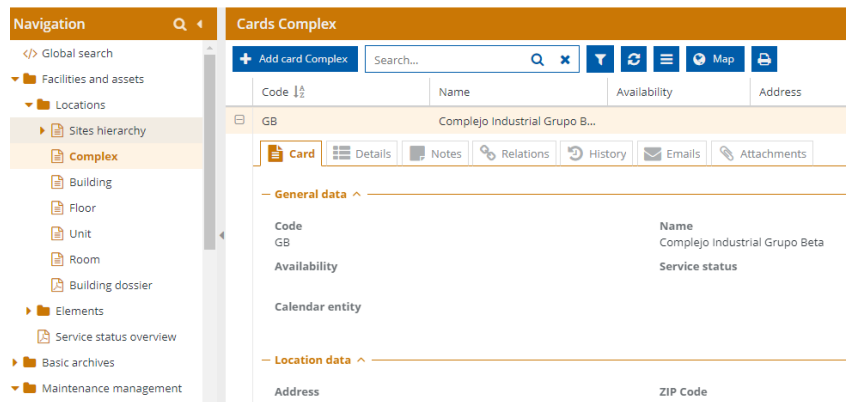 Navigation
Global search
Facilities and assets
Locations
Sites hierarchy
Complex
Building
Floor
Unit
Room
Building dossier
Elements
Service status overview
Basic archives
Maintenance management
Cards Complex
Add card Complex
Search...
Map
Code Name Availability Address
GB Complejo Industrial Grupo B...
Card Details Notes Relations History Emails Attachments
General data
Code Name
GB Complejo Industrial Grupo Beta
Availability Service status
Calendar entity
Location data
Address ZIP Code